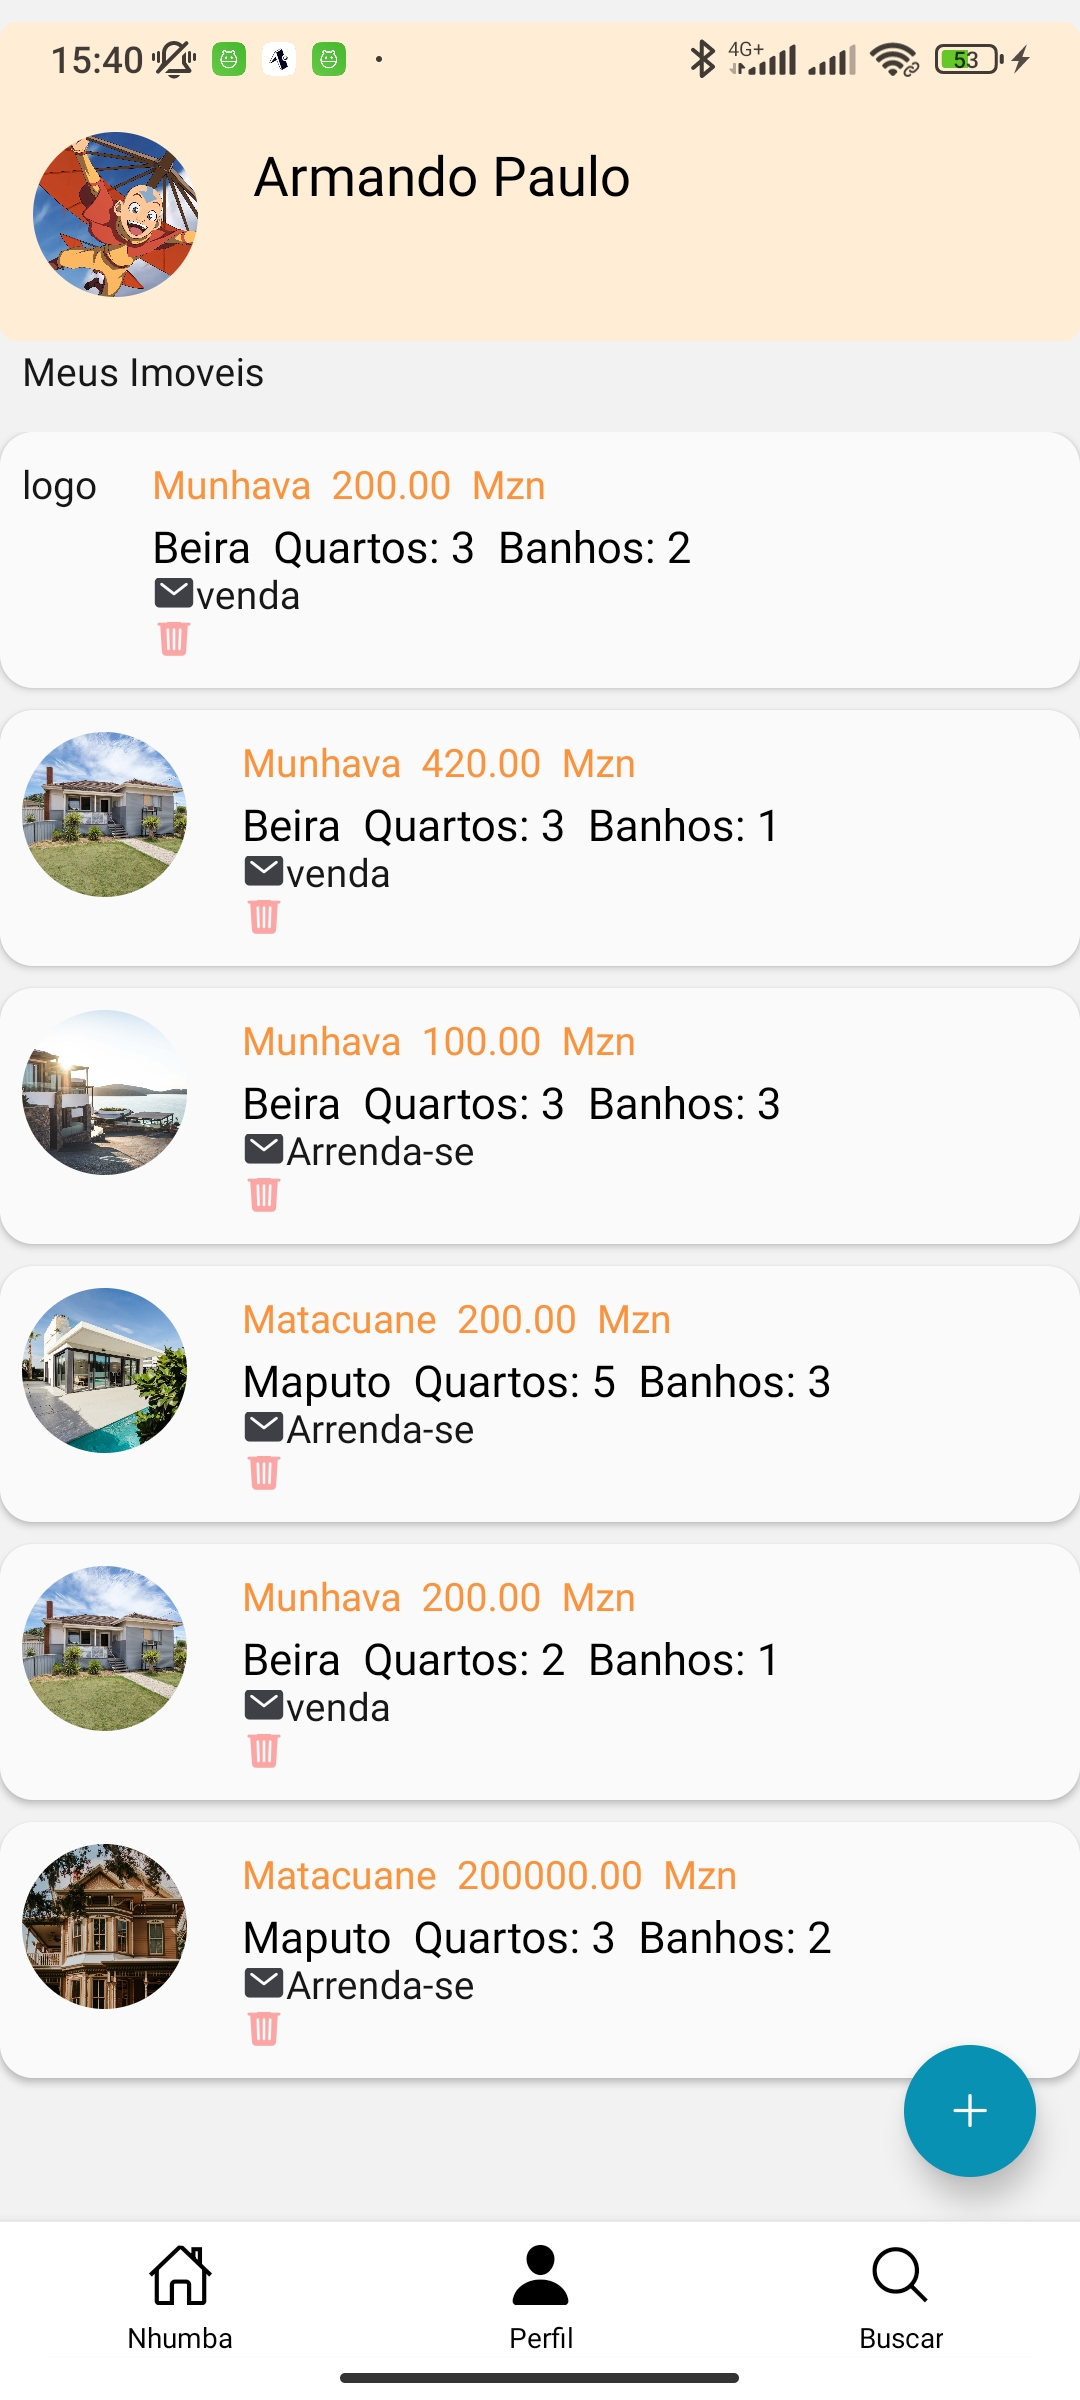 15:40 4G+ 53
Armando Paulo
Meus Imoveis
logo
Munhava 200.00 Mzn
Beira Quartos: 3 Banhos: 2
venda
Munhava 420.00 Mzn
Beira Quartos: 3 Banhos: 1
venda
Munhava 100.00 Mzn
Beira Quartos: 3 Banhos: 3
Arrenda-se
Matacuane 200.00 Mzn
Maputo Quartos: 5 Banhos: 3
Arrenda-se
Munhava 200.00 Mzn
Beira Quartos: 2 Banhos: 1
venda
Matacuane 200000.00 Mzn
Maputo Quartos: 3 Banhos: 2
Arrenda-se
Nhumba Perfil Buscar